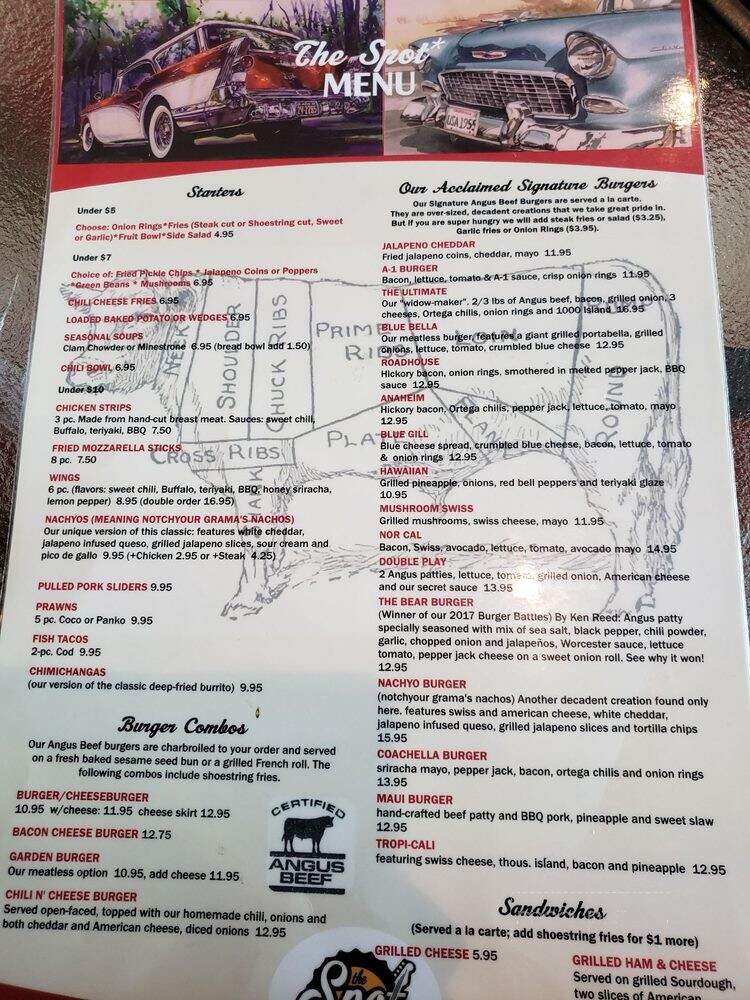 The Spot*
MENU
USA 1955
Starters
Under $5
Choose: Onion Rings*Fries (Steak cut or Shoestring cut, Sweet
or Garlic)*Fruit Bowl*Side Salad 4.95
Under $7
Choice of: Fried Pickle Chips * Jalapeno Coins or Poppers
*Green Beans * Mushrooms 6.95
CHILI CHEESE FRIES 6.95
LOADED BAKED POTATO OR WEDGES 6.95
SEASONAL SOUPS
Clam Chowder or Minestrone 6.95 (bread bowl add 1.50)
CHILI BOWL 6.95
Under $10
CHICKEN STRIPS
3 pc. Made from hand-cut breast meat. Sauces: sweet chili,
Buffalo, teriyaki, BBQ 7.50
FRIED MOZZARELLA STICKS
8 pc. 7.50
WINGS
6 pc. (flavors: sweet chili, Buffalo, teriyaki, BBQ, honey sriracha,
lemon pepper) 8.95 (double order 16.95)
NACHYOS (MEANING NOTCHYOUR GRAMA'S NACHOS)
Our unique version of this classic: features white cheddar,
jalapeno infused queso, grilled jalapeno slices, sour cream and
pico de gallo 9.95 (+Chicken 2.95 or +Steak 4.25)
PULLED PORK SLIDERS 9.95
PRAWNS
5 pc. Coco or Panko 9.95
FISH TACOS
2-pc. Cod 9.95
CHIMICHANGAS
(our version of the classic deep-fried burrito) 9.95
Burger Combos
Our Angus Beef burgers are charbroiled to your order and served
on a fresh baked sesame seed bun or a grilled French roll. The
following combos include shoestring fries.
BURGER/CHEESEBURGER
10.95 w/cheese: 11.95 cheese skirt 12.95
BACON CHEESE BURGER 12.75
GARDEN BURGER
Our meatless option 10.95, add cheese 11.95
CHILI N' CHEESE BURGER
Served open-faced, topped with our homemade chili, onions and
both cheddar and American cheese, diced onions 12.95
CERTIFIED
ANGUS
BEEF
NECK
SHOULDER
CHUCK RIBS
PRIME
RIBS
LOIN
ROUND
PLATE
FLANK
CROSS RIBS
SHANK
Our Acclaimed Signature Burgers
Our Signature Angus Beef Burgers are served a la carte.
They are over-sized, decadent creations that we take great pride in.
But if you are super hungry we will add steak fries or salad ($3.25),
Garlic fries or Onion Rings ($3.95).
JALAPENO CHEDDAR
Fried jalapeno coins, cheddar, mayo 11.95
A-1 BURGER
Bacon, lettuce, tomato & A-1 sauce, crisp onion rings 11.95
THE ULTIMATE
Our "widow-maker". 2/3 lbs of Angus beef, bacon, grilled onion, 3
cheeses, Ortega chilis, onion rings and 1000 Island 16.95
BLUE BELLA
Our meatless burger, features a giant grilled portabella, grilled
onions, lettuce, tomato, crumbled blue cheese 12.95
ROADHOUSE
Hickory bacon, onion rings, smothered in melted pepper jack, BBQ
sauce 12.95
ANAHEIM
Hickory bacon, Ortega chilis, pepper jack, lettuce, tomato, mayo
12.95
BLUE GILL
Blue cheese spread, crumbled blue cheese, bacon, lettuce, tomato
& onion rings 12.95
HAWAIIAN
Grilled pineapple, onions, red bell peppers and teriyaki glaze
10.95
MUSHROOM SWISS
Grilled mushrooms, swiss cheese, mayo 11.95
NOR CAL
Bacon, Swiss, avocado, lettuce, tomato, avocado mayo 14.95
DOUBLE PLAY
2 Angus patties, lettuce, tomato, grilled onion, American cheese
and our secret sauce 13.95
THE BEAR BURGER
(Winner of our 2017 Burger Battles) By Ken Reed: Angus patty
specially seasoned with mix of sea salt, black pepper, chili powder,
garlic, chopped onion and jalapeños, Worcester sauce, lettuce
tomato, pepper jack cheese on a sweet onion roll. See why it won!
12.95
NACHYO BURGER
(notchyour grama's nachos) Another decadent creation found only
here. features swiss and american cheese, white cheddar,
jalapeno infused queso, grilled jalapeno slices and tortilla chips
15.95
COACHELLA BURGER
sriracha mayo, pepper jack, bacon, ortega chilis and onion rings
13.95
MAUI BURGER
hand-crafted beef patty and BBQ pork, pineapple and sweet slaw
12.95
TROPI-CALI
featuring swiss cheese, thous. island, bacon and pineapple 12.95
Sandwiches
(Served a la carte; add shoestring fries for $1 more)
GRILLED CHEESE 5.95
GRILLED HAM & CHEESE
Served on grilled Sourdough,
two slices of American
the
Spot